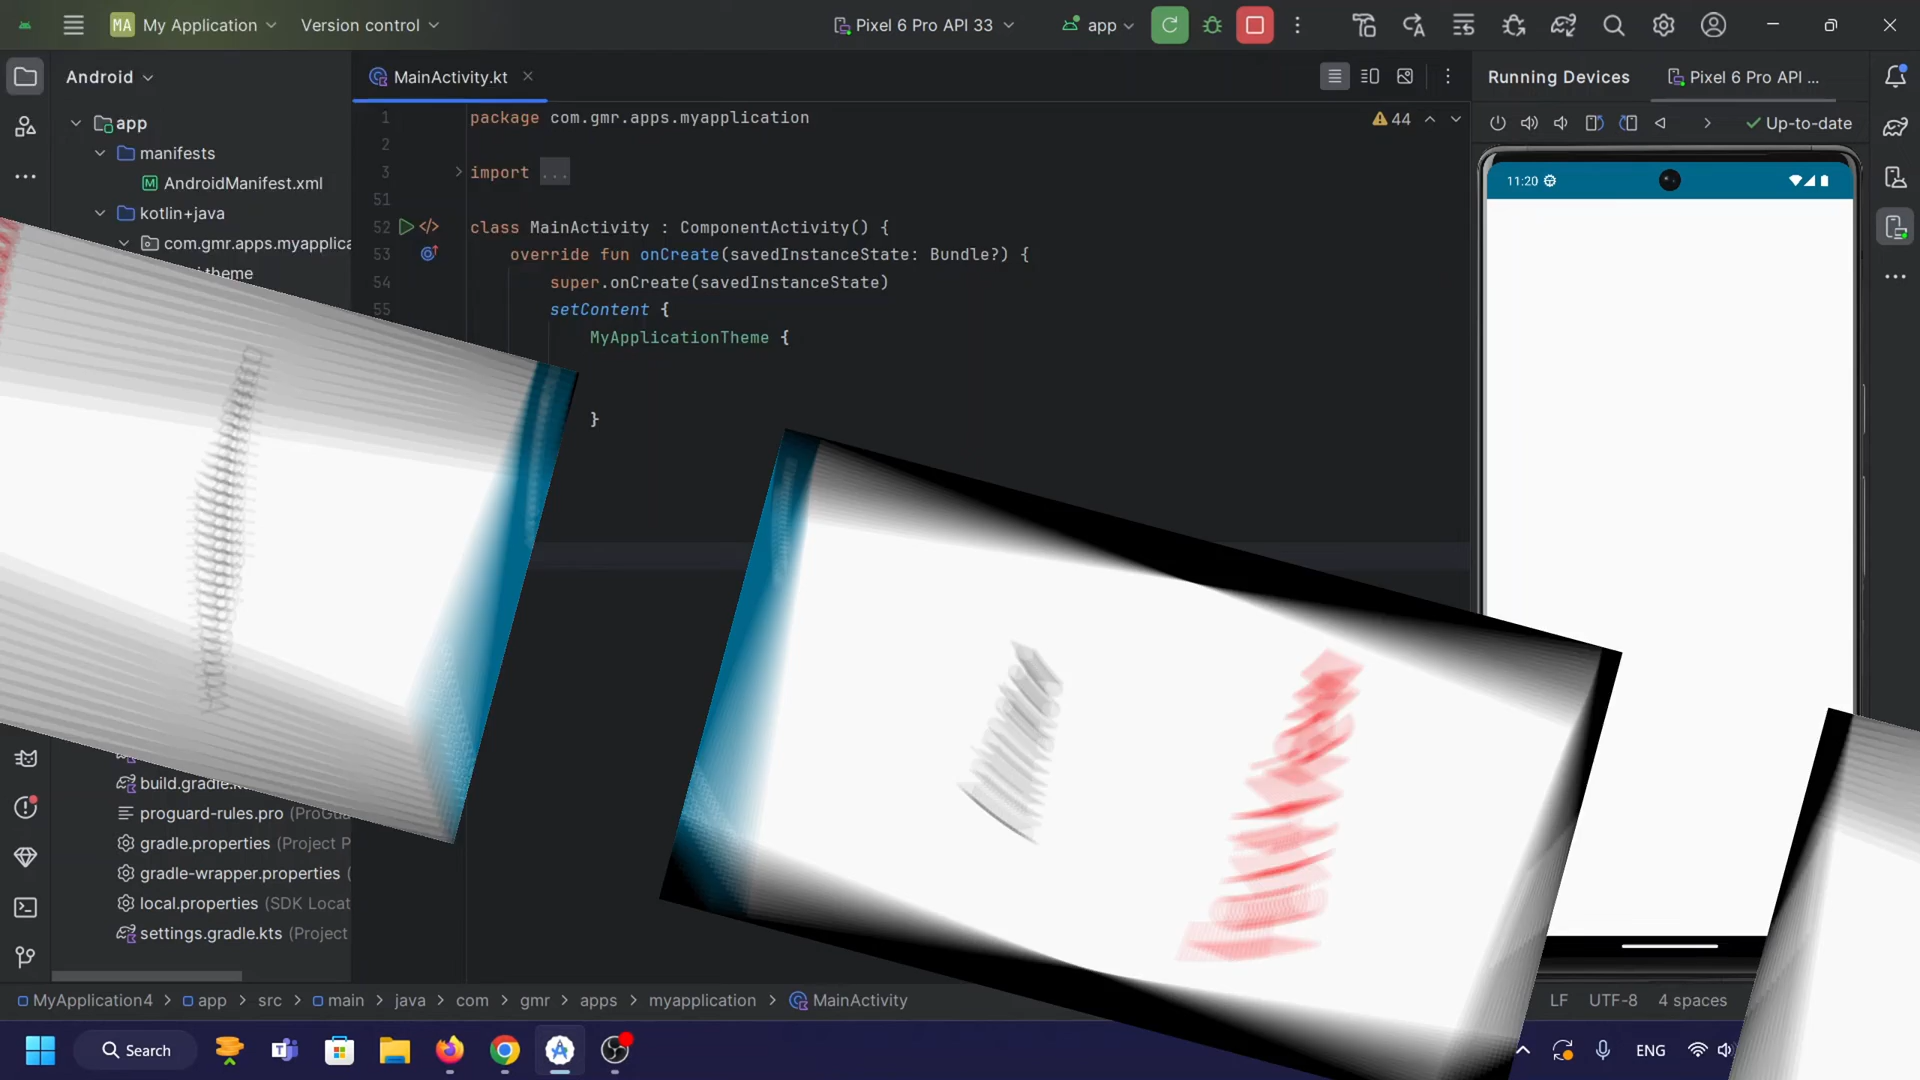 MA My Application
Version control
Pixel 6 Pro API 33
app
Android
MainActivity.kt
Running Devices
Pixel 6 Pro API ...
app
manifests
AndroidManifest.xml
kotlin+java
com.gmr.apps.myapplica
theme
1 package com.gmr.apps.myapplication
2
3 import ...
51
52 class MainActivity : ComponentActivity() {
53 override fun onCreate(savedInstanceState: Bundle?) {
54 super.onCreate(savedInstanceState)
55 setContent {
MyApplicationTheme {
}
44
Up-to-date
11:20
build.gradle.k
proguard-rules.pro (ProGua
gradle.properties (Project P
gradle-wrapper.properties (
local.properties (SDK Locat
settings.gradle.kts (Project
MyApplication4 > app > src > main > java > com > gmr > apps > myapplication > MainActivity
LF UTF-8 4 spaces
Search
ENG